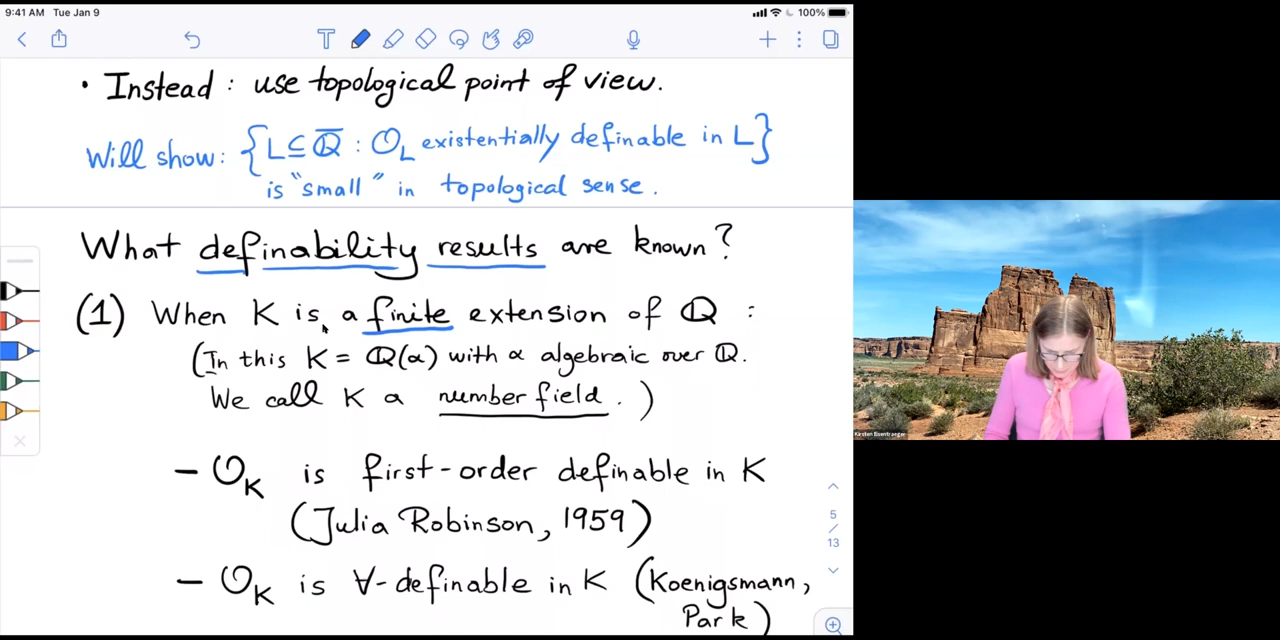 9:41 AM Tue Jan 9
100%
• Instead : use topological point of view.
Will show: {L ⊆ Q̅ : O_L existentially definable in L}
is "small" in topological sense.
What definability results are known?
(1) When K is a finite extension of Q :
(In this K = Q(α) with α algebraic over Q.
We call K a number field.)
– O_K is first-order definable in K
(Julia Robinson, 1959)
– O_K is ∀-definable in K (Koenigsmann,
Park)
5
/
13
Kirsten Eisentraeger